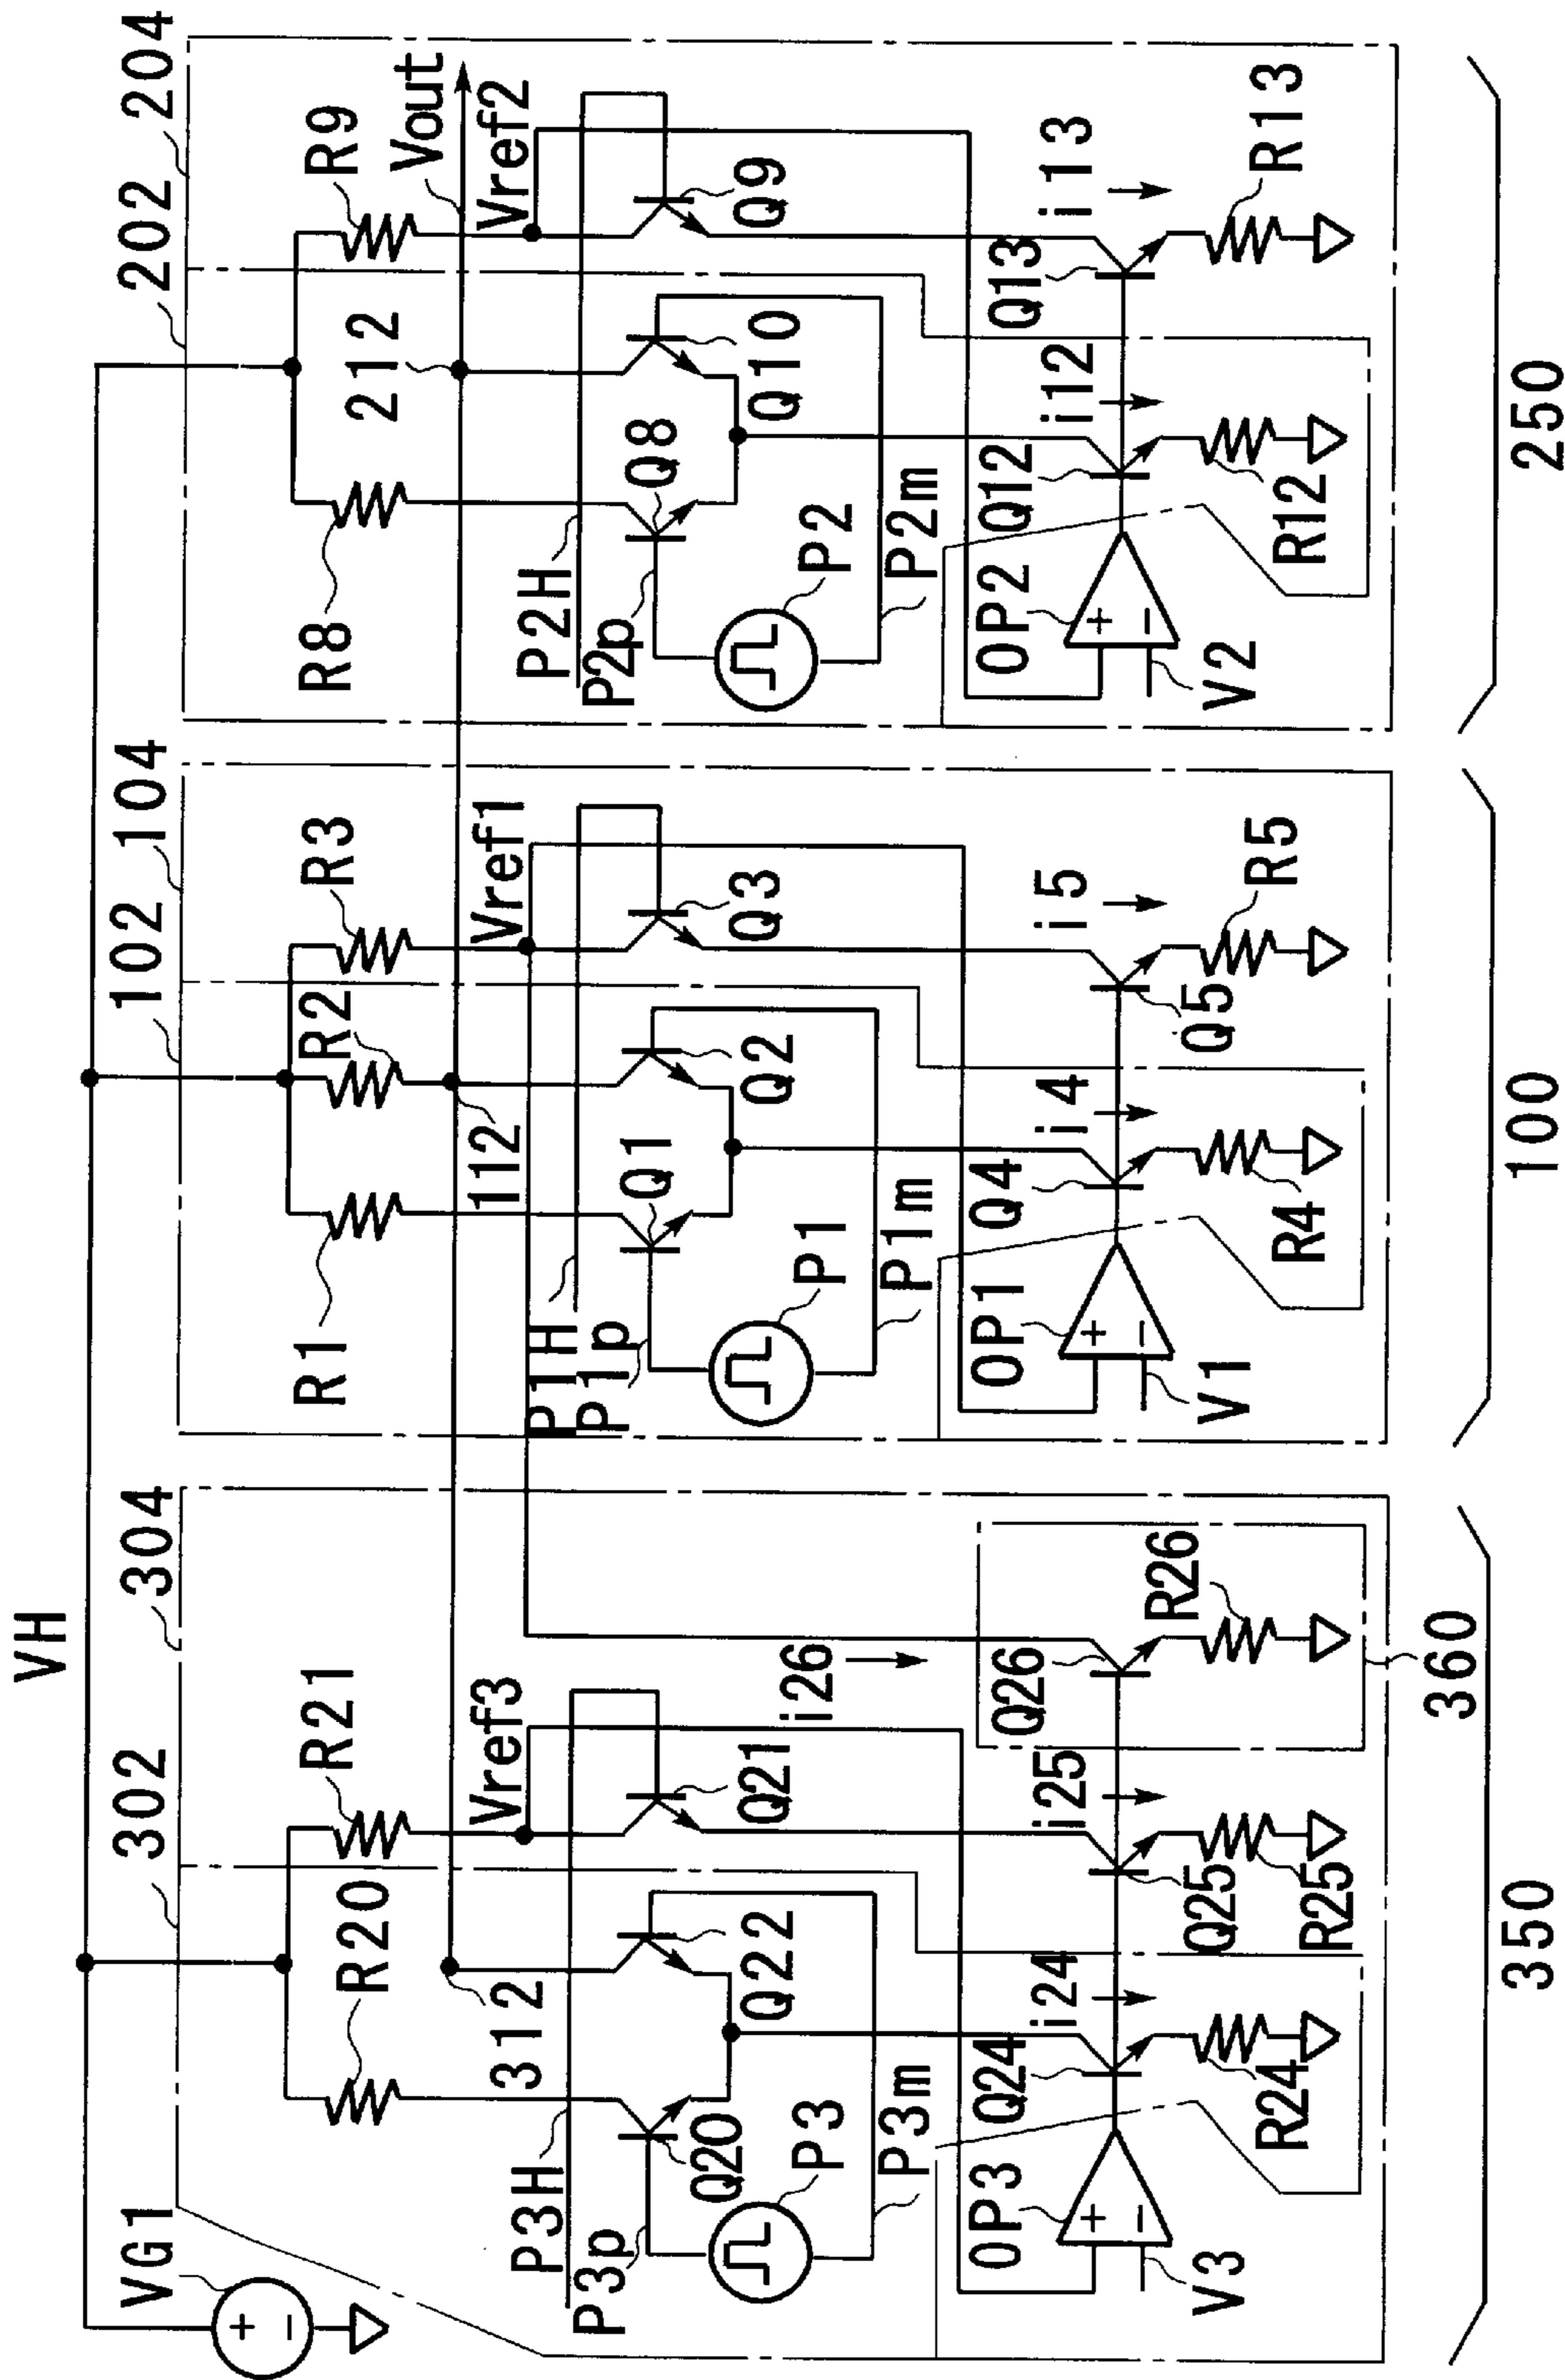 VH
VG1
302
304
102
104
202
204
R20
R21
R1
R2
R3
R8
R9
212
Vout
312
Vref3
112
Vref1
Vref2
P3H
P3p
Q20
Q22
Q21
i26
P1H
P1p
Q1
Q2
Q3
P2H
P2p
Q8
Q10
Q9
P3
P3m
P1
P1m
P2
P2m
OP3
Q24
i24
i25
Q26
R26
OP1
Q4
i4
i5
OP2
Q12
i12
Q13
i13
+
−
+
−
+
−
+
−
V3
R24
Q25
R25
V1
R4
Q5
R5
V2
R12
R13
360
350
100
250